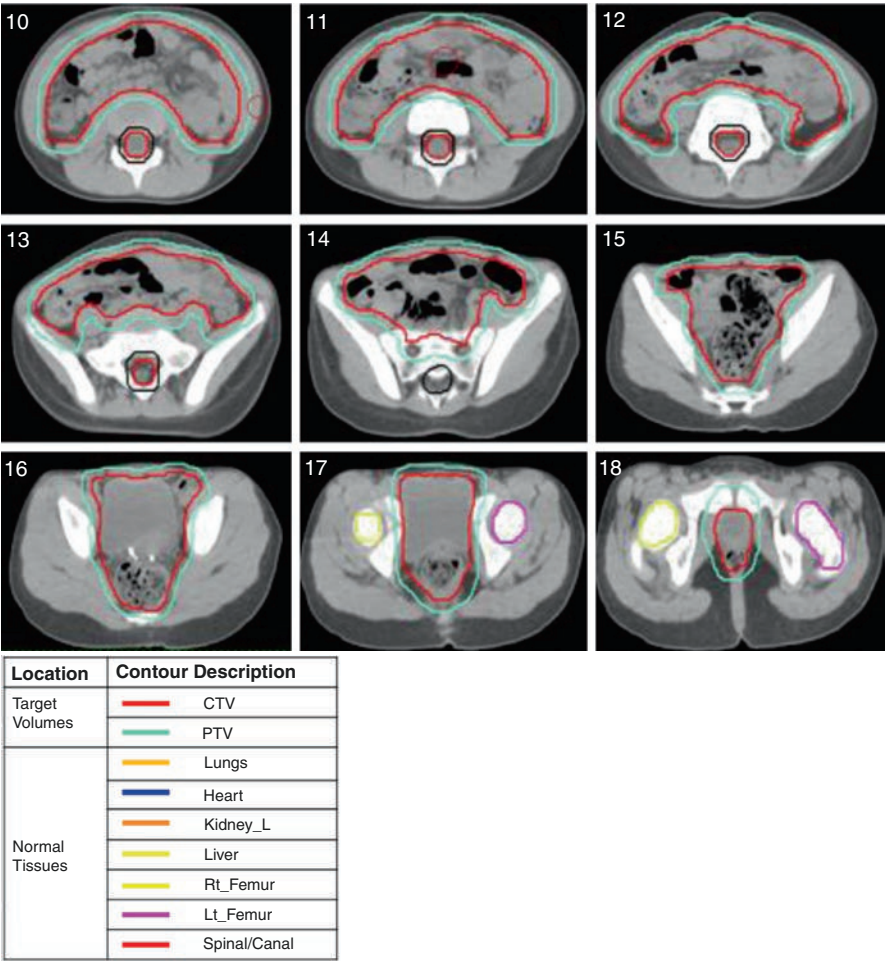 10
11
12
13
14
15
16
17
18
Location Contour Description
Target
Volumes
CTV
PTV
Normal
Tissues
Lungs
Heart
Kidney_L
Liver
Rt_Femur
Lt_Femur
Spinal/Canal